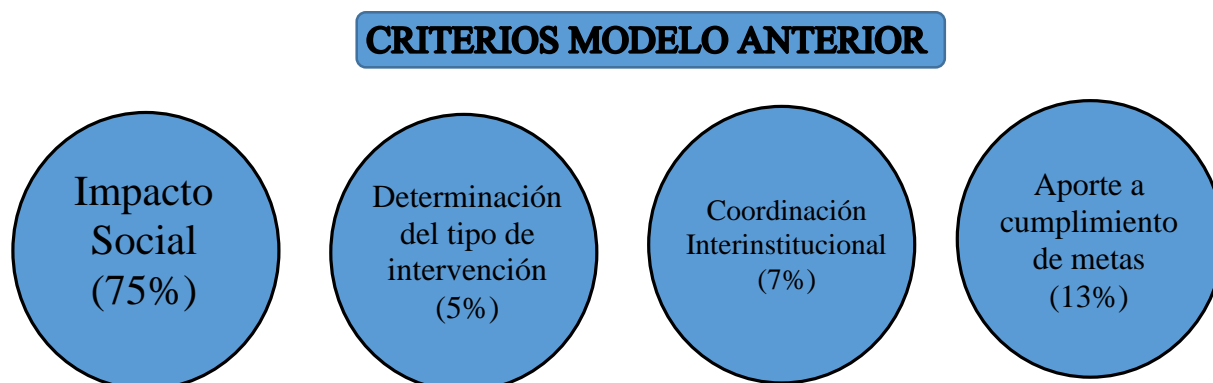 CRITERIOS MODELO ANTERIOR
Impacto
Social
(75%)
Determinación
del tipo de
intervención
(5%)
Coordinación
Interinstitucional
(7%)
Aporte a
cumplimiento
de metas
(13%)